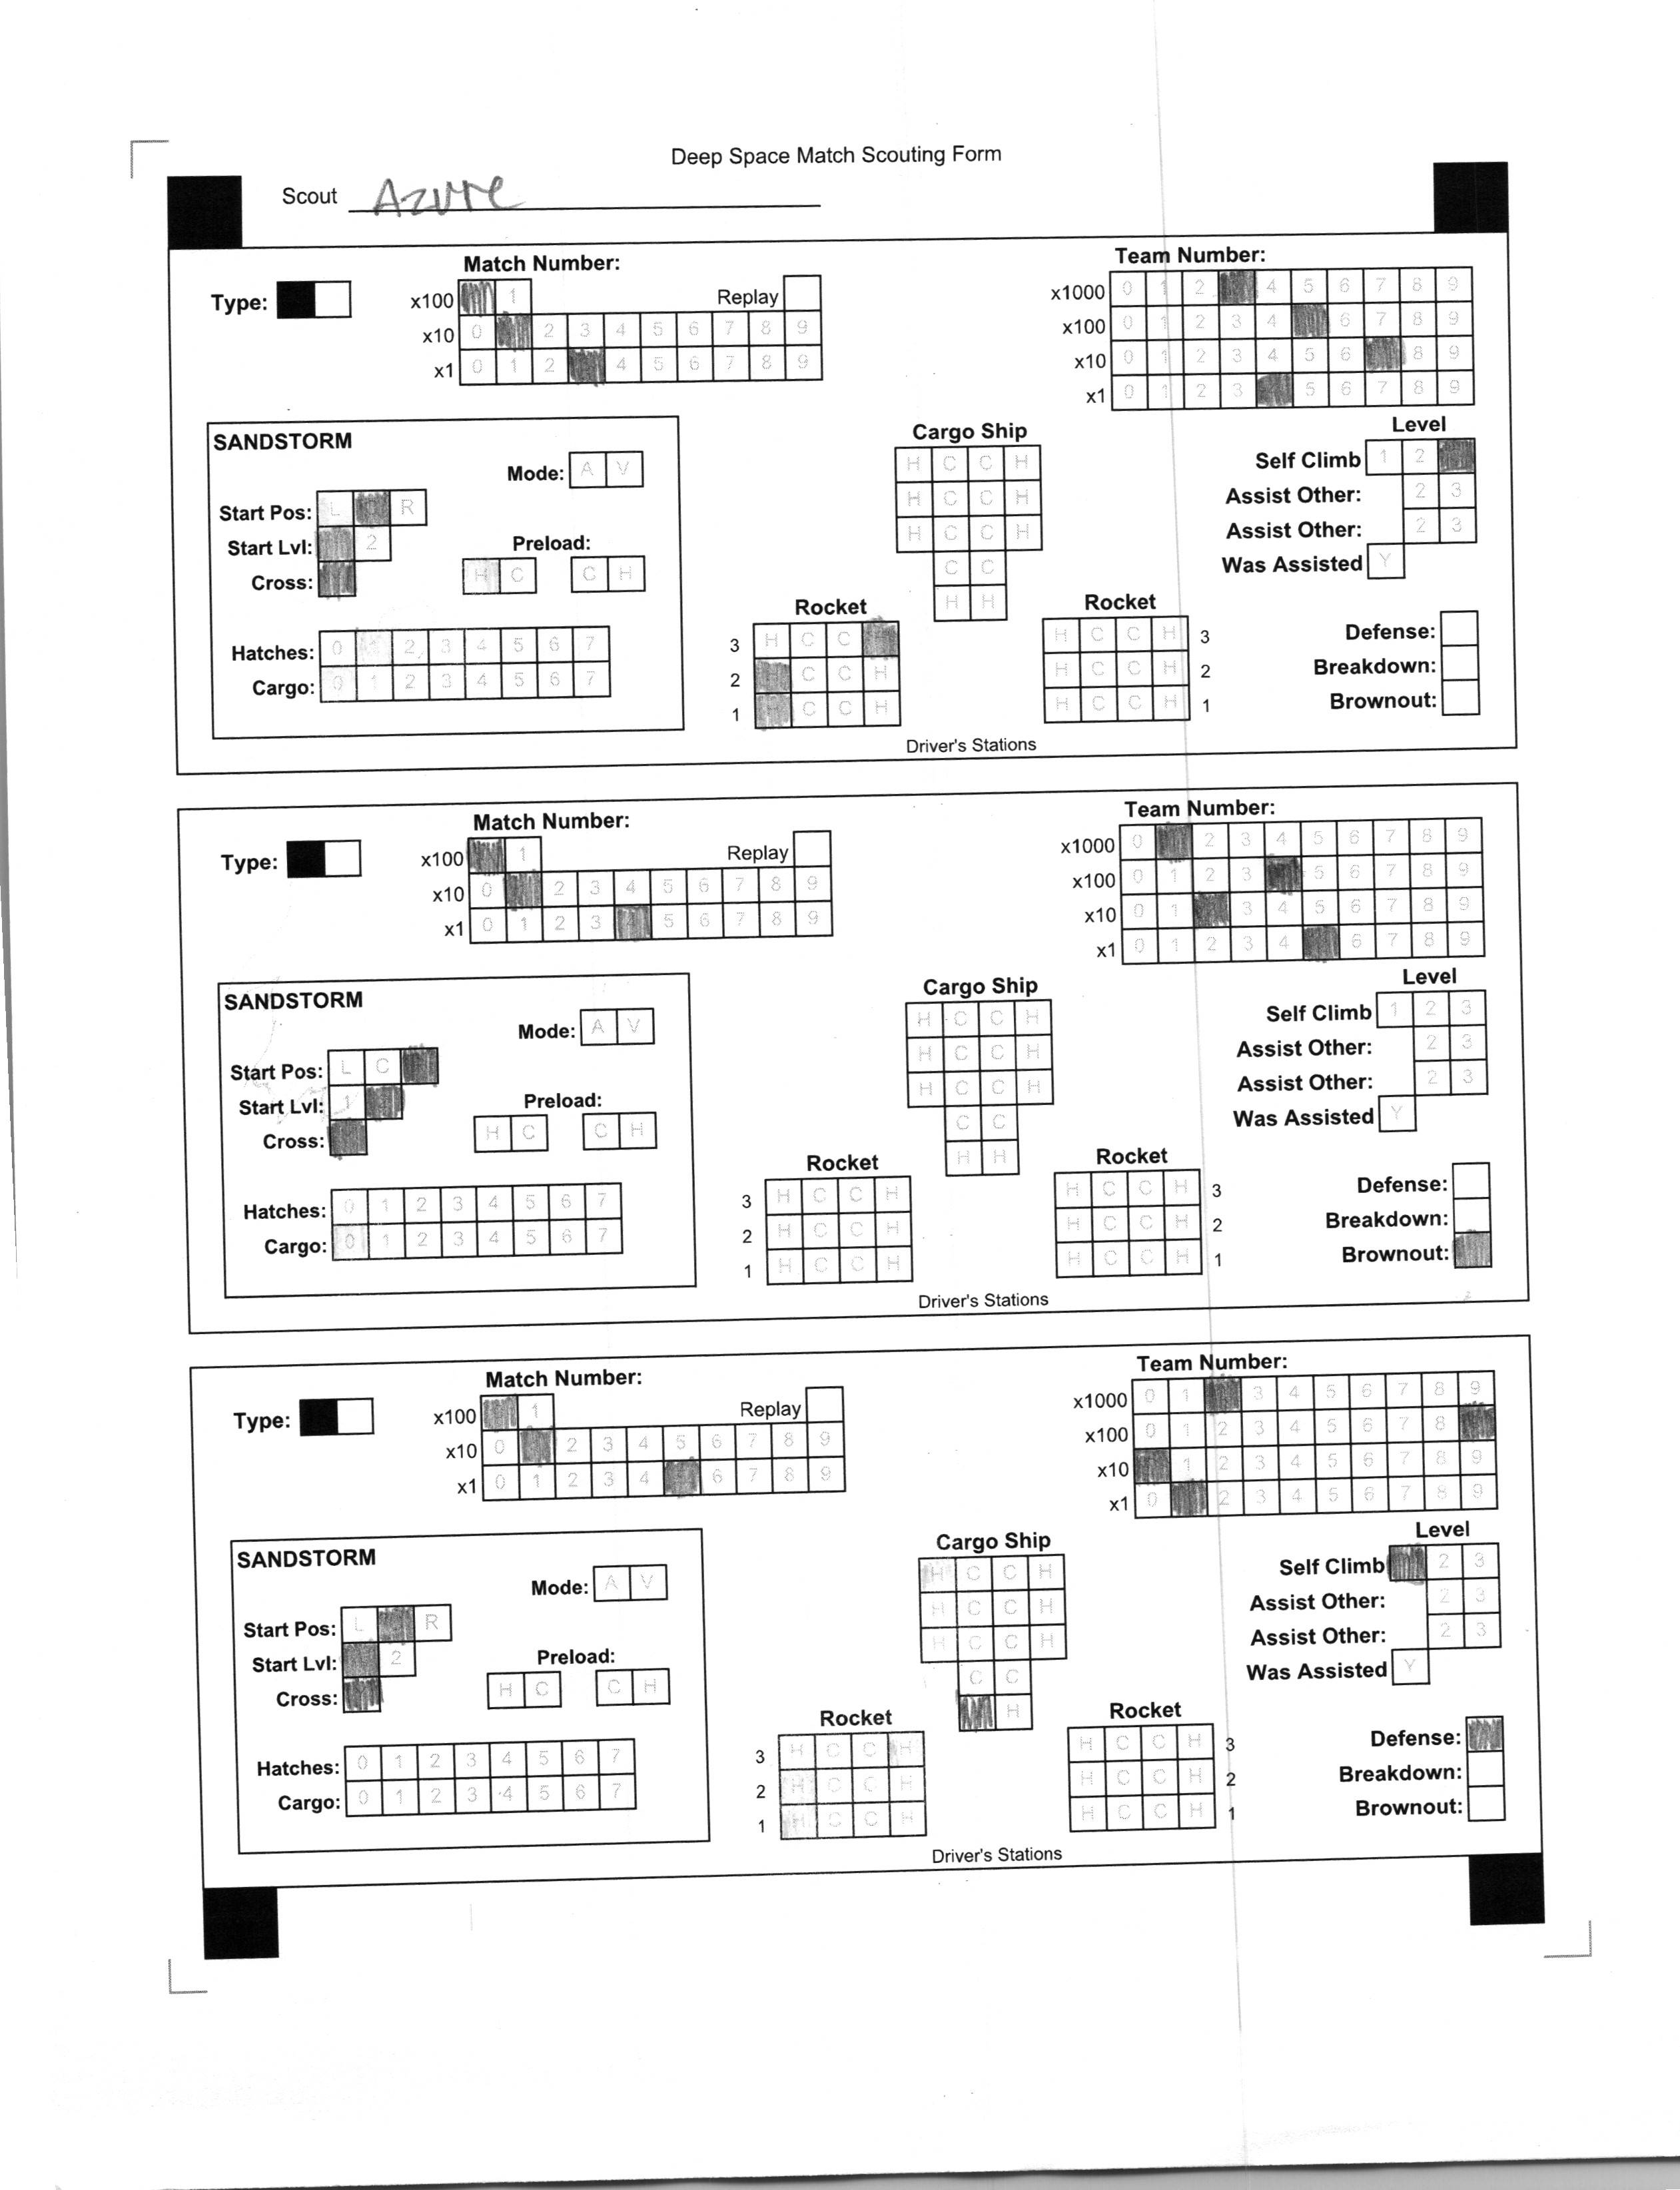 Deep Space Match Scouting Form
Scout Azure
Match Number:
Team Number:
Type:
x100 1 Replay
x10 0 2 3 4 5 6 7 8 9
x1 0 1 2 4 5 6 7 8 9
x1000 0 1 2 4 5 6 7 8 9
x100 0 1 2 3 4 6 7 8 9
x10 0 1 2 3 4 5 6 8 9
x1 0 1 2 3 5 6 7 8 9
SANDSTORM
Mode: A V
Start Pos: L R
Start Lvl: 2
Cross:
Preload:
H C C H
Hatches: 0 2 3 4 5 6 7
Cargo: 0 1 2 3 4 5 6 7
Cargo Ship
H C C H
H C C H
H C C H
C C
H H
Rocket
3 H C C
2 C C H
1 C C H
Rocket
H C C H 3
H C C H 2
H C C H 1
Driver's Stations
Level
Self Climb 1 2
Assist Other: 2 3
Assist Other: 2 3
Was Assisted Y
Defense:
Breakdown:
Brownout:
Match Number:
Team Number:
Type:
x100 1 Replay
x10 0 2 3 4 5 6 7 8 9
x1 0 1 2 3 5 6 7 8 9
x1000 0 2 3 4 5 6 7 8 9
x100 0 1 2 3 5 6 7 8 9
x10 0 1 3 4 5 6 7 8 9
x1 0 1 2 3 4 6 7 8 9
SANDSTORM
Mode: A V
Start Pos: L C
Start Lvl: 1
Cross:
Preload:
H C C H
Hatches: 0 1 2 3 4 5 6 7
Cargo: 0 1 2 3 4 5 6 7
Cargo Ship
H C C H
H C C H
H C C H
C C
H H
Rocket
3 H C C H
2 H C C H
1 H C C H
Rocket
H C C H 3
H C C H 2
H C C H 1
Driver's Stations
Level
Self Climb 1 2 3
Assist Other: 2 3
Assist Other: 2 3
Was Assisted Y
Defense:
Breakdown:
Brownout:
Match Number:
Team Number:
Type:
x100 1 Replay
x10 0 2 3 4 5 6 7 8 9
x1 0 1 2 3 4 6 7 8 9
x1000 0 1 3 4 5 6 7 8 9
x100 0 1 2 3 4 5 6 7 8
x10 1 2 3 4 5 6 7 8 9
x1 0 2 3 4 5 6 7 8 9
SANDSTORM
Mode: A V
Start Pos: L R
Start Lvl: 2
Cross:
Preload:
H C C H
Hatches: 0 1 2 3 4 5 6 7
Cargo: 0 1 2 3 4 5 6 7
Cargo Ship
H C C H
H C C H
H C C H
C C
H
Rocket
3 H C C H
2 H C C H
1 H C C H
Rocket
H C C H 3
H C C H 2
H C C H 1
Driver's Stations
Level
Self Climb 2 3
Assist Other: 2 3
Assist Other: 2 3
Was Assisted Y
Defense:
Breakdown:
Brownout: